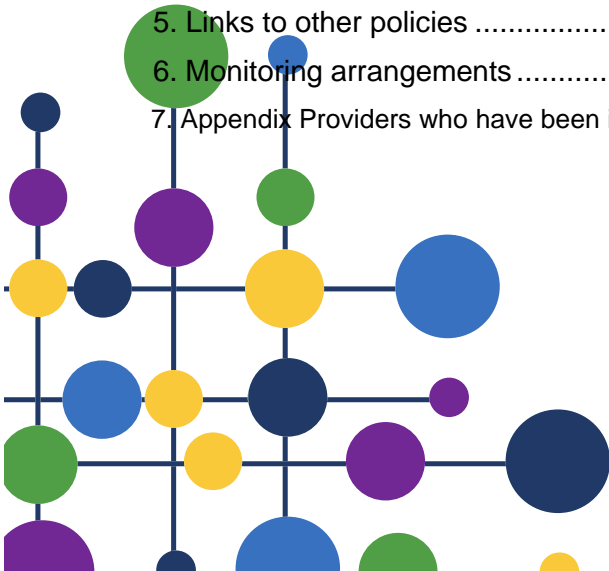 5. Links to other policies ................
6. Monitoring arrangements ............
7. Appendix Providers who have been